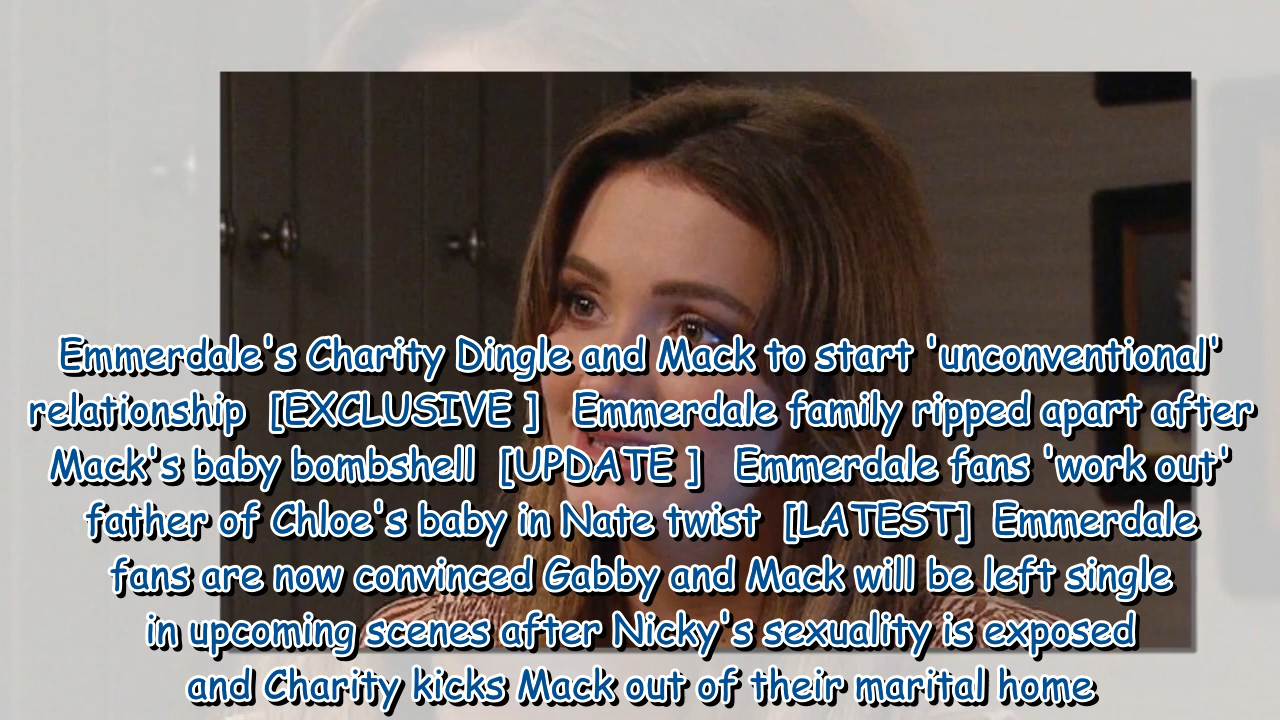 Emmerdale's Charity Dingle and Mack to start 'unconventional'
relationship [EXCLUSIVE ] Emmerdale family ripped apart after
Mack's baby bombshell [UPDATE ] Emmerdale fans 'work out'
father of Chloe's baby in Nate twist [LATEST] Emmerdale
fans are now convinced Gabby and Mack will be left single
in upcoming scenes after Nicky's sexuality is exposed
and Charity kicks Mack out of their marital home